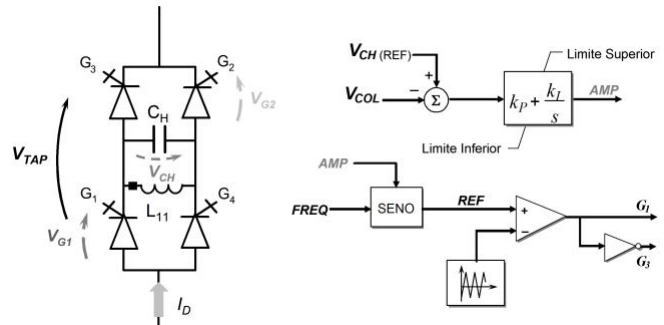 G3
G2
VG2
CH
VTAP
VCH
G1
L11
G4
VG1
ID
VCH (REF)
+
−
Σ
VCOL
Limite Superior
kP + kI
s
AMP
Limite Inferior
AMP
FREQ
SENO
REF
+
−
G1
G3